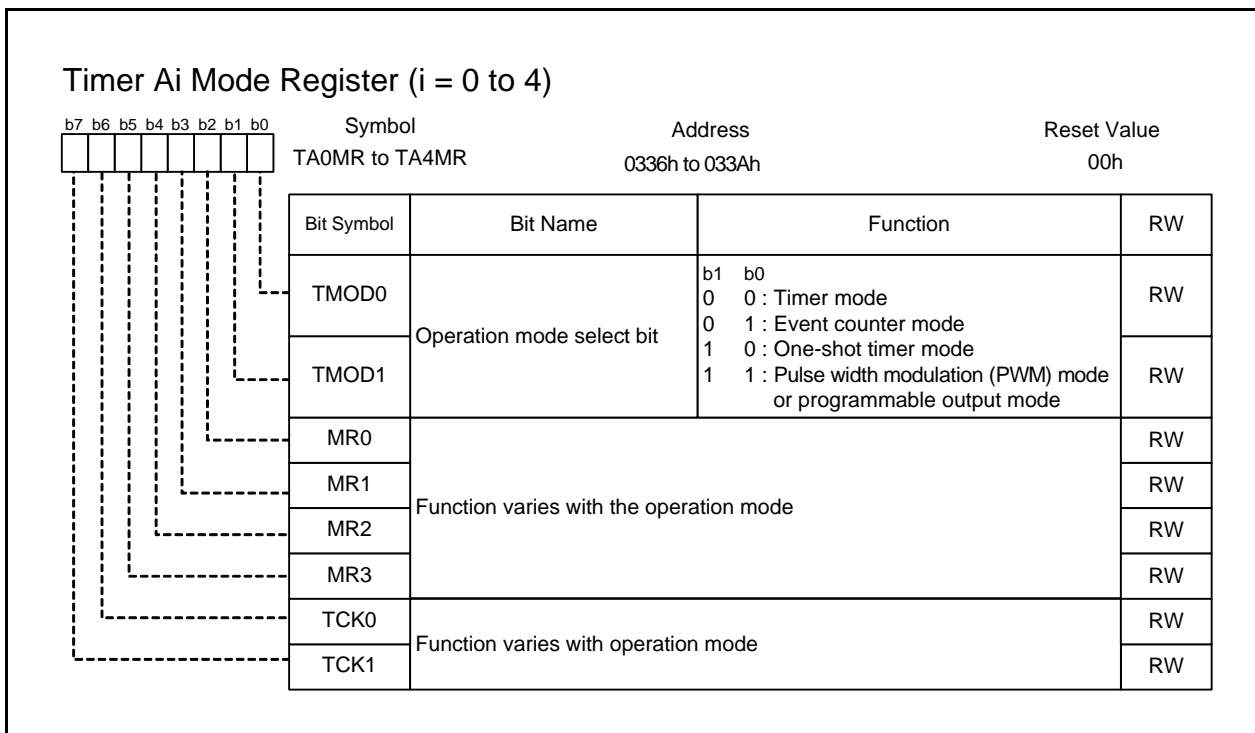 Timer Ai Mode Register (i = 0 to 4)
b7 b6 b5 b4 b3 b2 b1 b0
Symbol Address Reset Value
TA0MR to TA4MR 0336h to 033Ah 00h
Bit Symbol Bit Name Function RW
TMOD0 Operation mode select bit b1 b0 RW
0 0 : Timer mode
0 1 : Event counter mode
TMOD1 1 0 : One-shot timer mode RW
1 1 : Pulse width modulation (PWM) mode
or programmable output mode
MR0 Function varies with the operation mode RW
MR1 RW
MR2 RW
MR3 RW
TCK0 Function varies with operation mode RW
TCK1 RW